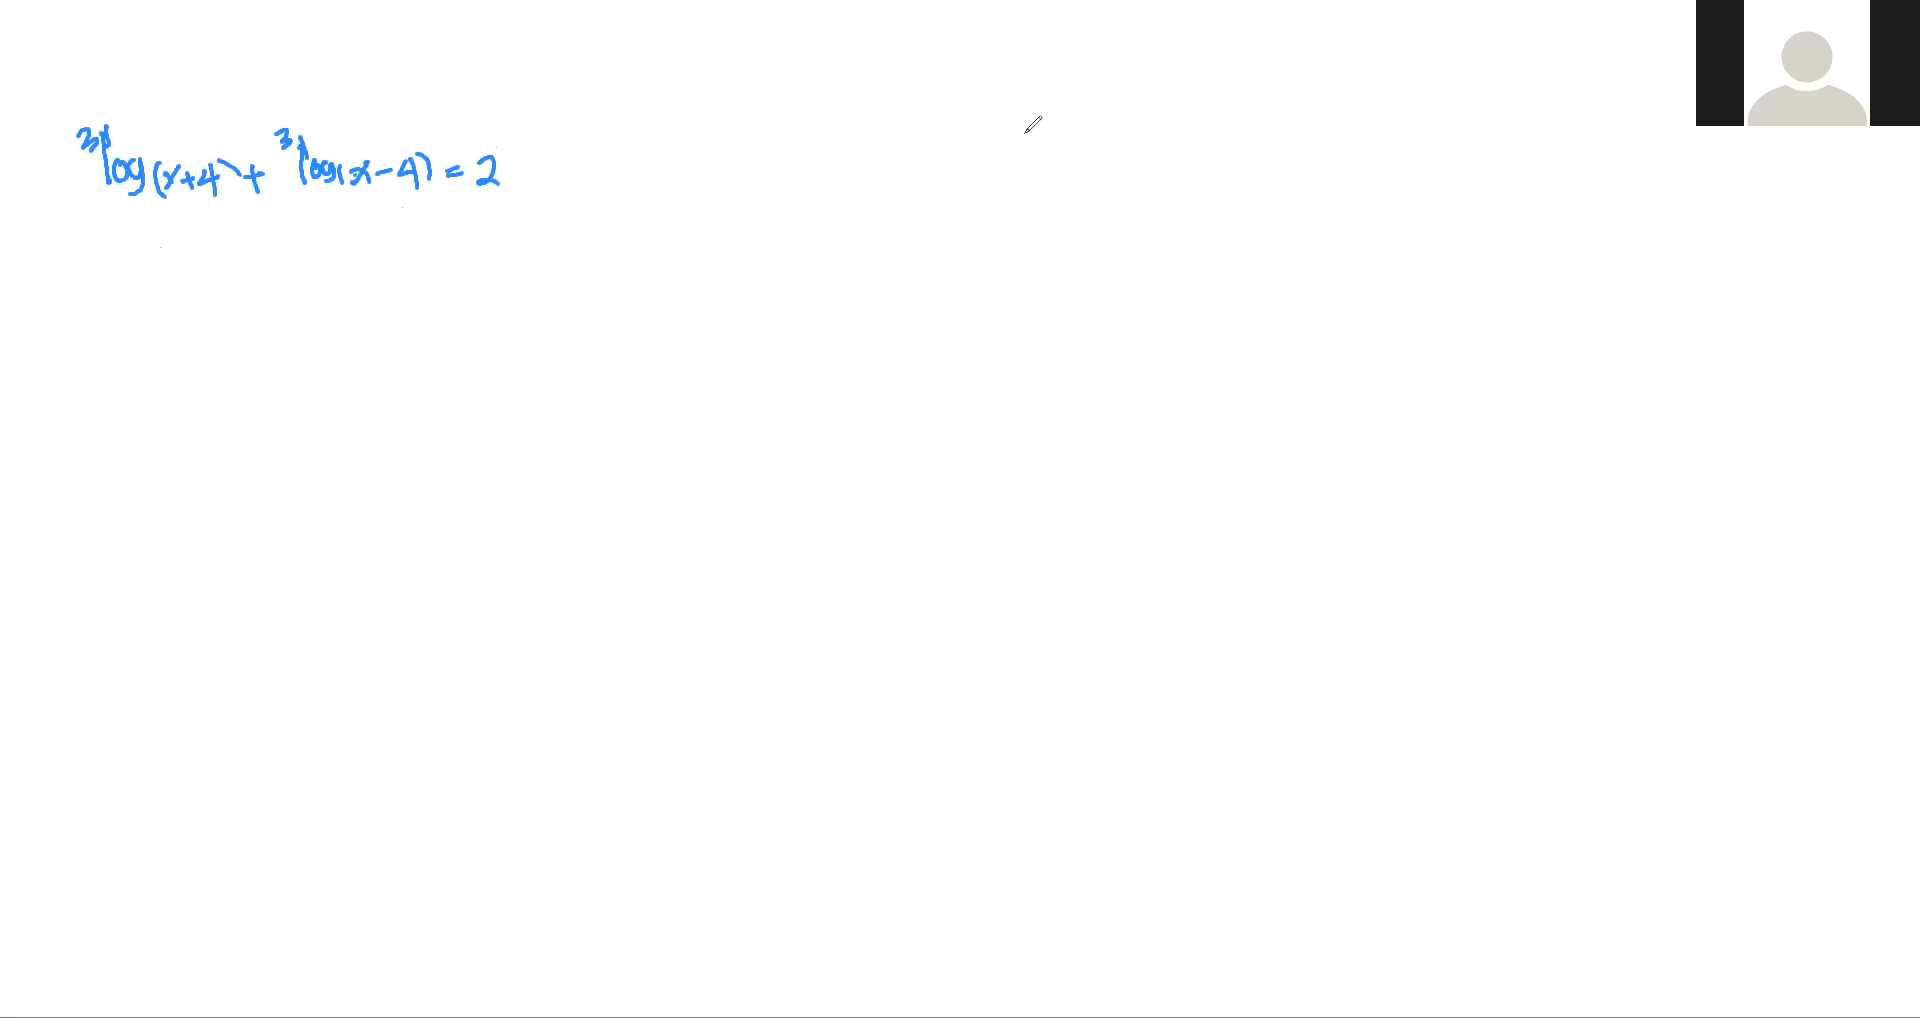 ³log(x+4) + ³log(x-4) = 2